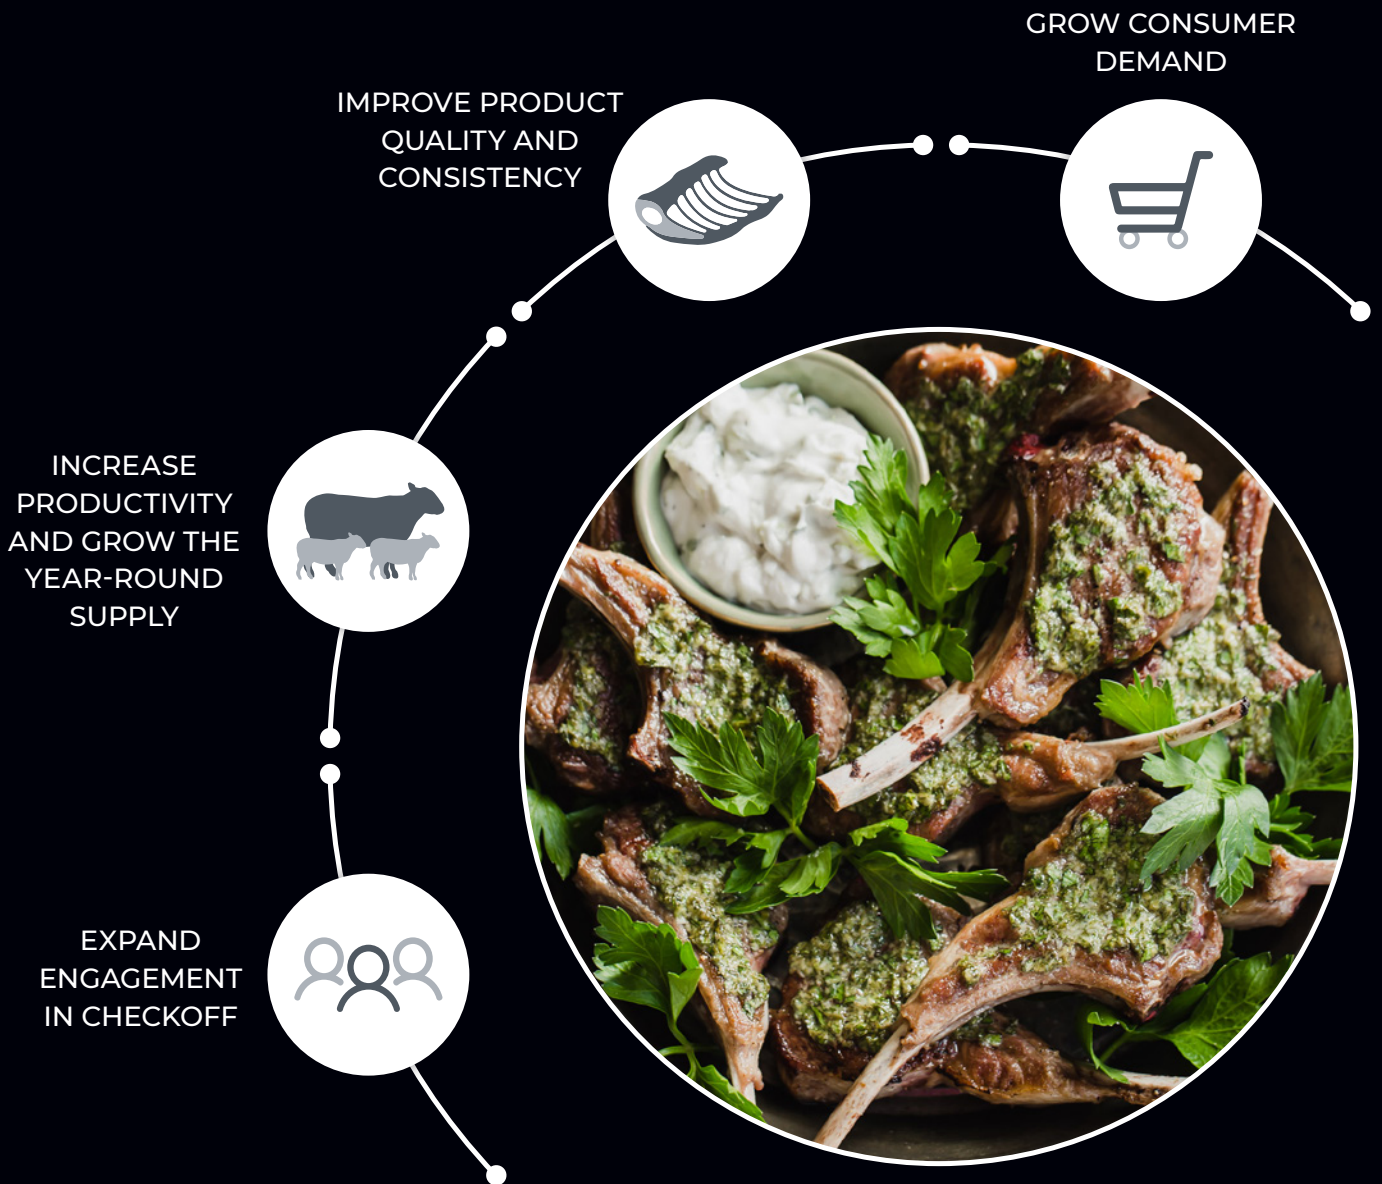 GROW CONSUMER
DEMAND
IMPROVE PRODUCT
QUALITY AND
CONSISTENCY
INCREASE
PRODUCTIVITY
AND GROW THE
YEAR-ROUND
SUPPLY
EXPAND
ENGAGEMENT
IN CHECKOFF